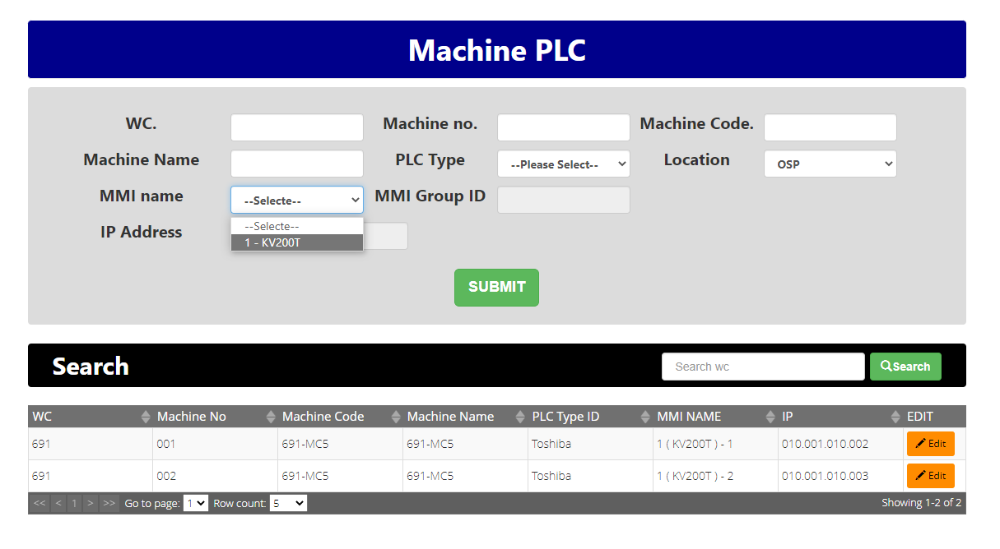 Machine PLC
WC. Machine no. Machine Code.
Machine Name PLC Type --Please Select-- Location OSP
MMI name --Selecte-- MMI Group ID
--Selecte--
IP Address
1 - KV200T
SUBMIT
Search Search wc Search
WC Machine No Machine Code Machine Name PLC Type ID MMI NAME IP EDIT
691 001 691-MC5 691-MC5 Toshiba 1 ( KV200T ) - 1 010.001.010.002 Edit
691 002 691-MC5 691-MC5 Toshiba 1 ( KV200T ) - 2 010.001.010.003 Edit
<< < 1 > >> Go to page: 1 Row count: 5 Showing 1-2 of 2